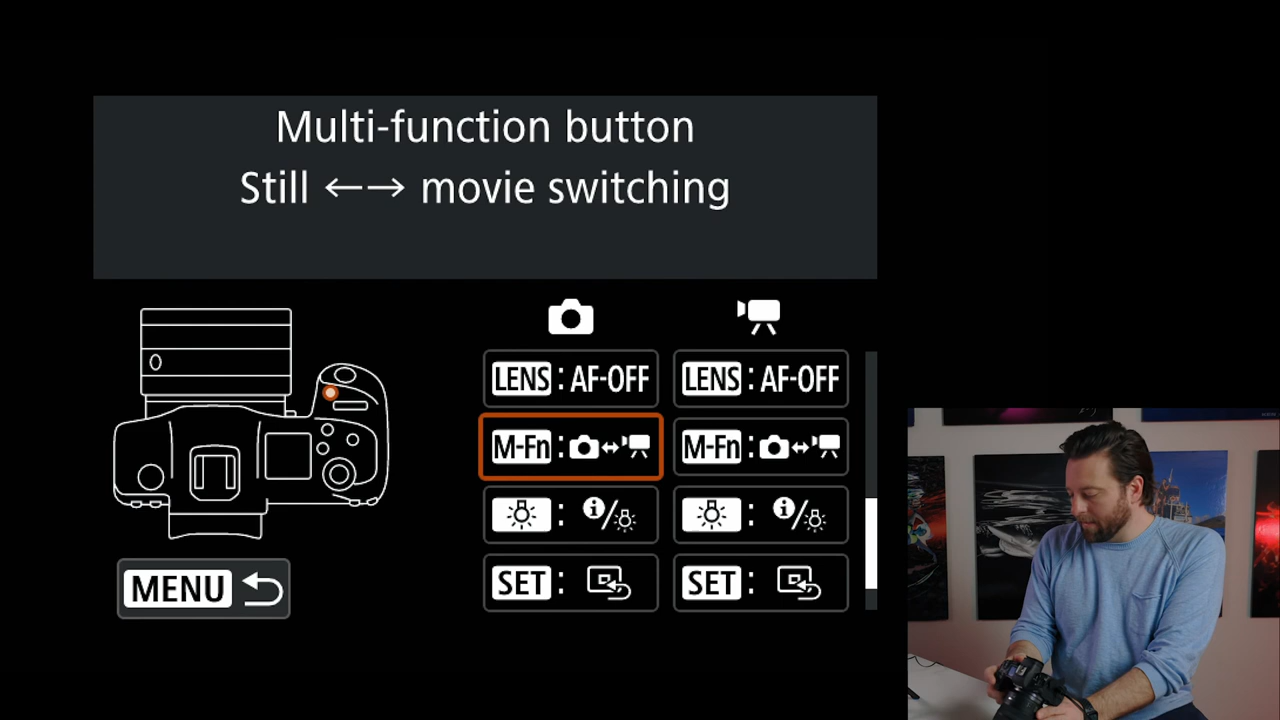 Multi-function button
Still ←→ movie switching
LENS : AF-OFF
LENS : AF-OFF
M-Fn :
M-Fn :
SET :
SET :
MENU